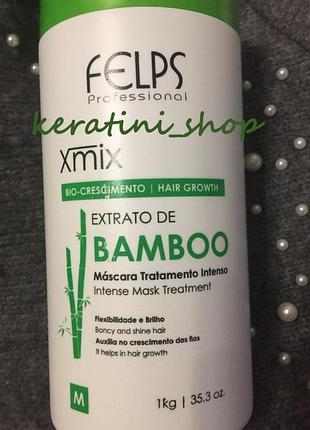 FELPS
Professional
keratini_shop
Xmix
BIO-CRESCIMENTO | HAIR GROWTH
EXTRATO DE
BAMBOO
Máscara Tratamento Intenso
Intense Mask Treatment
Flexibilidade e Brilho
Boncy and shine hair
Auxilia no crescimento dos fios
It helps in hair growth
M
1kg | 35.3 oz.